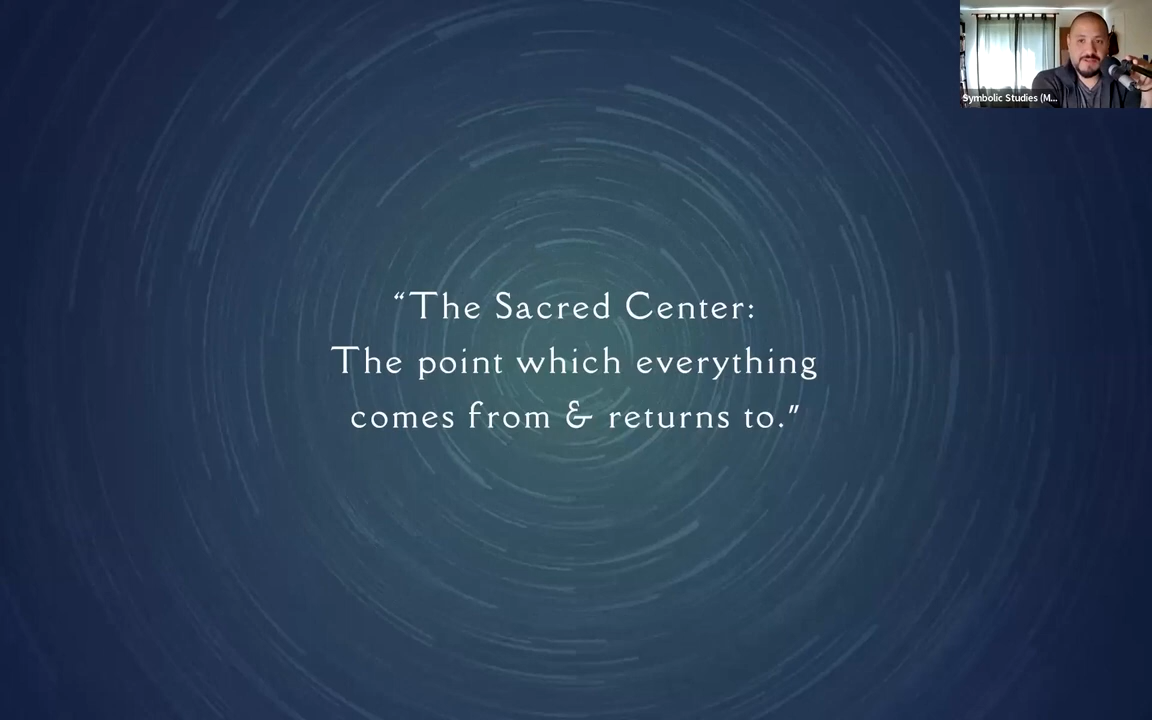 Symbolic Studies (M...
“The Sacred Center:
The point which everything
comes from & returns to.”